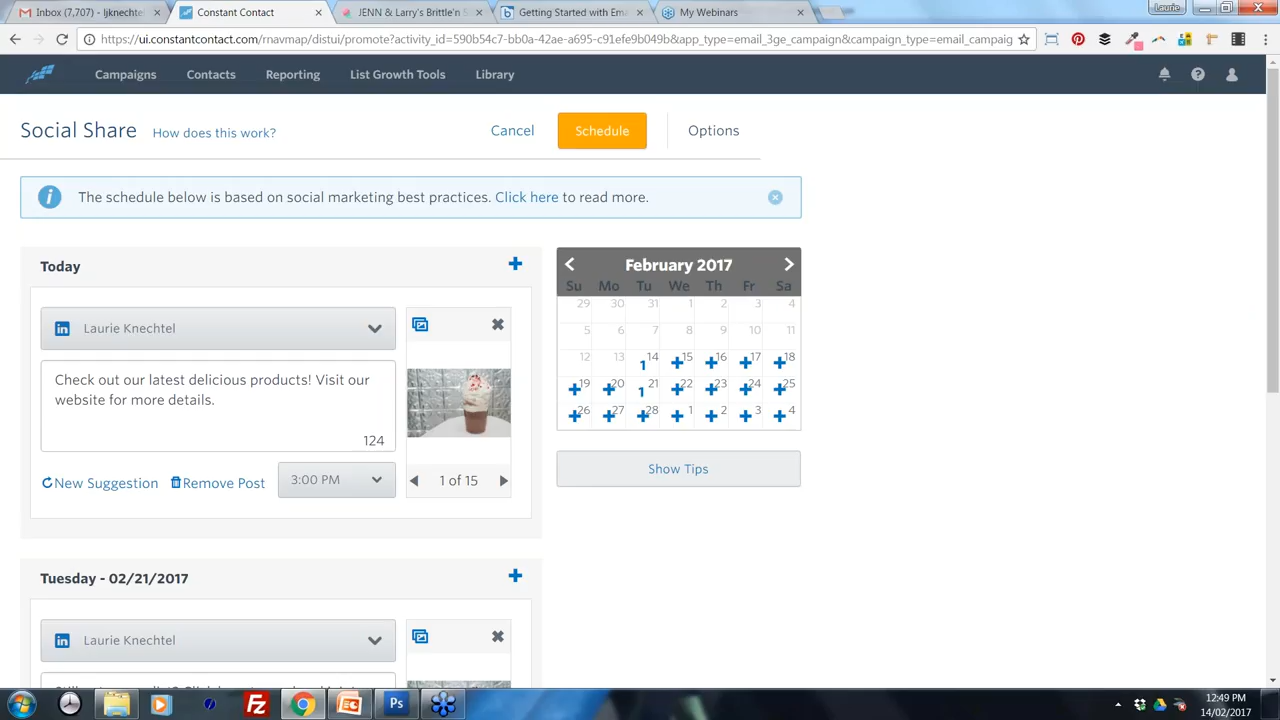 Inbox (7,707) - ljknechtel
Constant Contact
JENN & Larry's Brittle'n S
Getting Started with Ema
My Webinars
Laurie
https://ui.constantcontact.com/rnavmap/distui/promote?activity_id=590b54c7-bb0a-42ae-a695-c91efe9b049b&app_type=email_3ge_campaign&campaign_type=email_campaig
Campaigns
Contacts
Reporting
List Growth Tools
Library
Social Share
How does this work?
Cancel
Schedule
Options
The schedule below is based on social marketing best practices. Click here to read more.
Today
Laurie Knechtel
Check out our latest delicious products! Visit our
website for more details.
124
New Suggestion
Remove Post
3:00 PM
1 of 15
February 2017
Su Mo Tu We Th Fr Sa
29 30 31 1 2 3 4
5 6 7 8 9 10 11
12 13 1 14 15 16 17 18
19 20 1 21 22 23 24 25
26 27 28 1 2 3 4
Show Tips
Tuesday - 02/21/2017
Laurie Knechtel
Ps
12:49 PM
14/02/2017